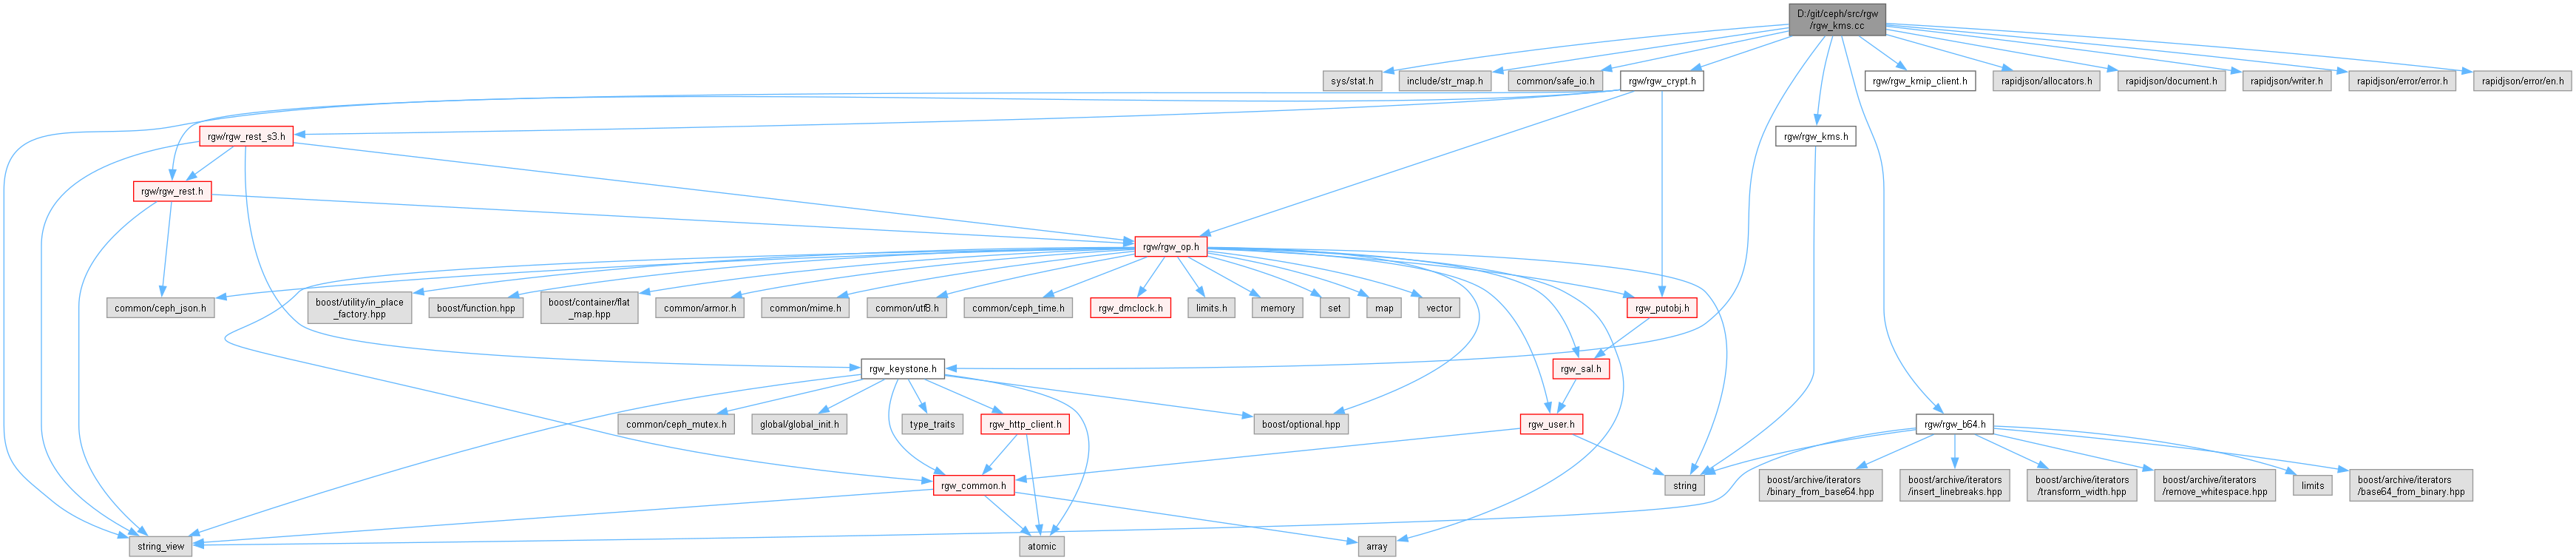 D:/git/ceph/src/rgw
/rgw_kms.cc
sys/stat.h
include/str_map.h
common/safe_io.h
rgw/rgw_crypt.h
rgw/rgw_kmip_client.h
rapidjson/allocators.h
rapidjson/document.h
rapidjson/writer.h
rapidjson/error/error.h
rapidjson/error/en.h
rgw/rgw_rest_s3.h
rgw/rgw_kms.h
rgw/rgw_rest.h
rgw/rgw_op.h
common/ceph_json.h
boost/utility/in_place
_factory.hpp
boost/function.hpp
boost/container/flat
_map.hpp
common/armor.h
common/mime.h
common/utf8.h
common/ceph_time.h
rgw_dmclock.h
limits.h
memory
set
map
vector
rgw_putobj.h
rgw_keystone.h
rgw_sal.h
common/ceph_mutex.h
global/global_init.h
type_traits
rgw_http_client.h
boost/optional.hpp
rgw_user.h
rgw/rgw_b64.h
rgw_common.h
string
boost/archive/iterators
/binary_from_base64.hpp
boost/archive/iterators
/insert_linebreaks.hpp
boost/archive/iterators
/transform_width.hpp
boost/archive/iterators
/remove_whitespace.hpp
limits
boost/archive/iterators
/base64_from_binary.hpp
string_view
atomic
array